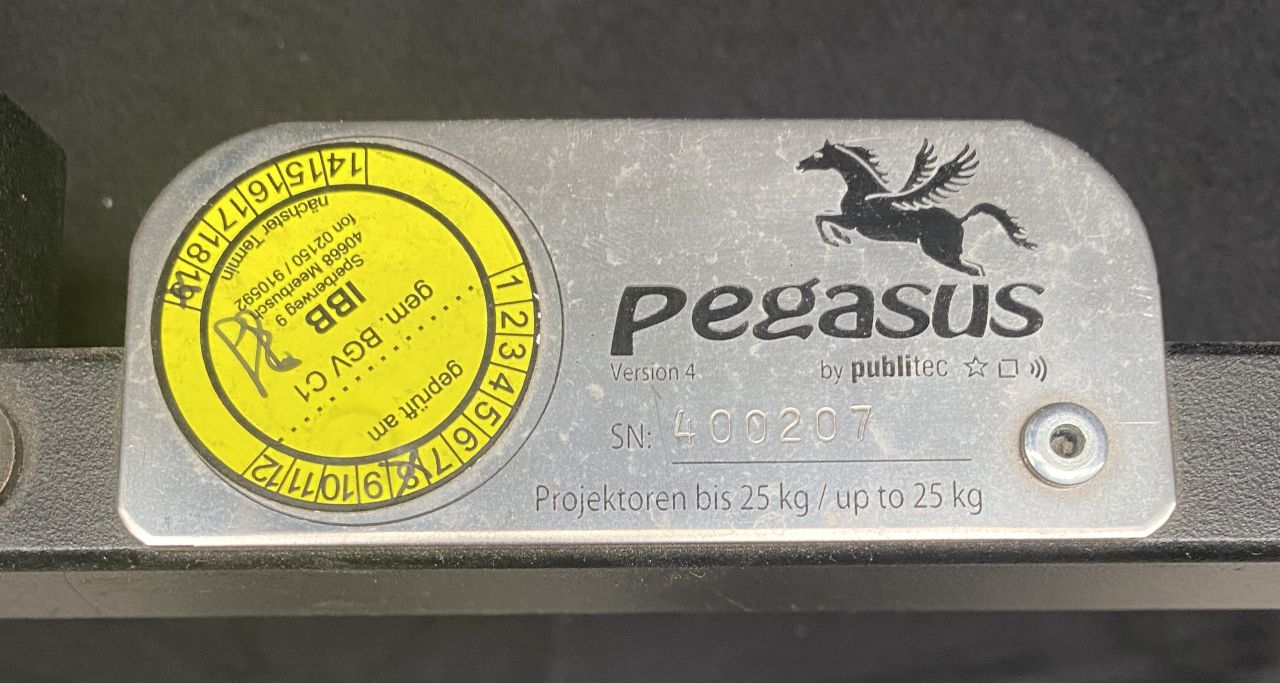 pegasus
Version 4
by publitec
SN: 400207
Projektoren bis 25 kg / up to 25 kg
1 2 3 4 5 6 7 8 9 10 11 12
14 15 16 17 18 19
geprüft am
gem. BGV C1
IBB
Sperberweg 9
40668 Meerbusch
fon 02150 / 910592
nächster Termin